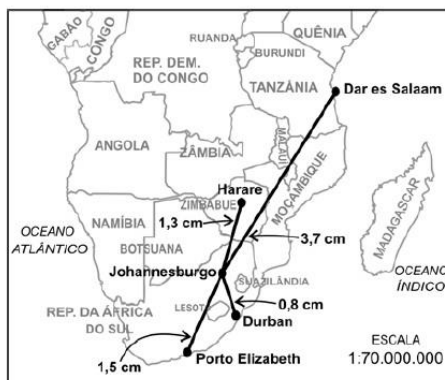 GABÃO
CONGO
RUANDA
QUÊNIA
BURUNDI
REP. DEM.
DO CONGO
TANZÂNIA
Dar es Salaam
ANGOLA
ZÂMBIA
MALAUÍ
MOÇAMBIQUE
Harare
ZIMBÁBUE
1,3 cm
MADAGASCAR
OCEANO
ATLÂNTICO
NAMÍBIA
BOTSUANA
3,7 cm
OCEANO
ÍNDICO
Johannesburgo
SUAZILÂNDIA
REP. DA ÁFRICA
DO SUL
LESOTO
0,8 cm
Durban
1,5 cm
Porto Elizabeth
ESCALA
1:70.000.000